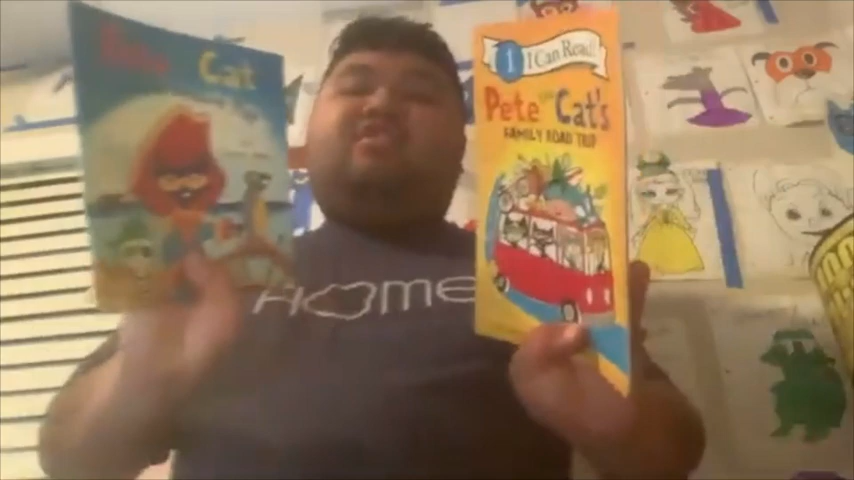 Pete
Cat
1 I Can Read!
Pete the Cat's
FAMILY ROAD TRIP
HOME